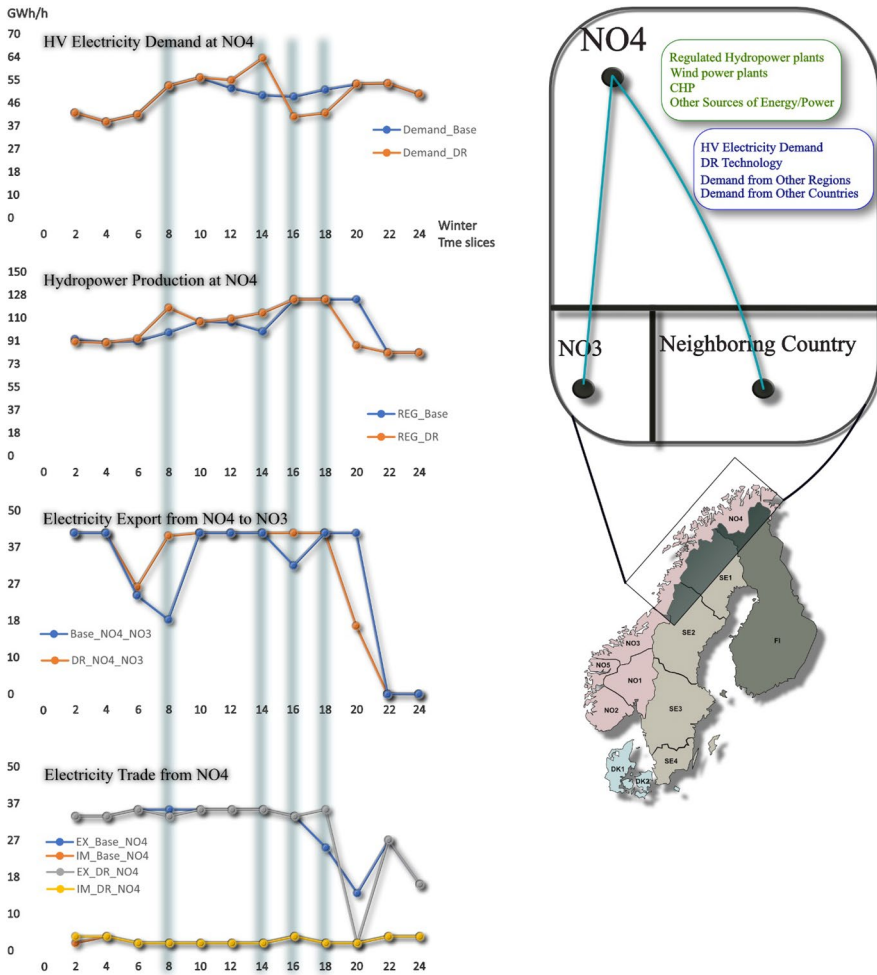 GWh/h
70
HV Electricity Demand at NO4
64
55
46
37
27
18
10
0
Demand_Base
Demand_DR
0 2 4 6 8 10 12 14 16 18 20 22 24
Winter
Tme slices
150
Hydropower Production at NO4
128
110
91
73
55
37
18
0
REG_Base
REG_DR
0 2 4 6 8 10 12 14 16 18 20 22 24
50
Electricity Export from NO4 to NO3
37
27
18
10
0
Base_NO4_NO3
DR_NO4_NO3
0 2 4 6 8 10 12 14 16 18 20 22 24
50
Electricity Trade from NO4
37
27
18
10
0
EX_Base_NO4
IM_Base_NO4
EX_DR_NO4
IM_DR_NO4
0 2 4 6 8 10 12 14 16 18 20 22 24
NO4
Regulated Hydropower plants
Wind power plants
CHP
Other Sources of Energy/Power
HV Electricity Demand
DR Technology
Demand from Other Regions
Demand from Other Countries
NO3
Neighboring Country
NO4
SE1
FI
SE2
NO3
NO5
NO1
NO2
SE3
SE4
DK1
DK2